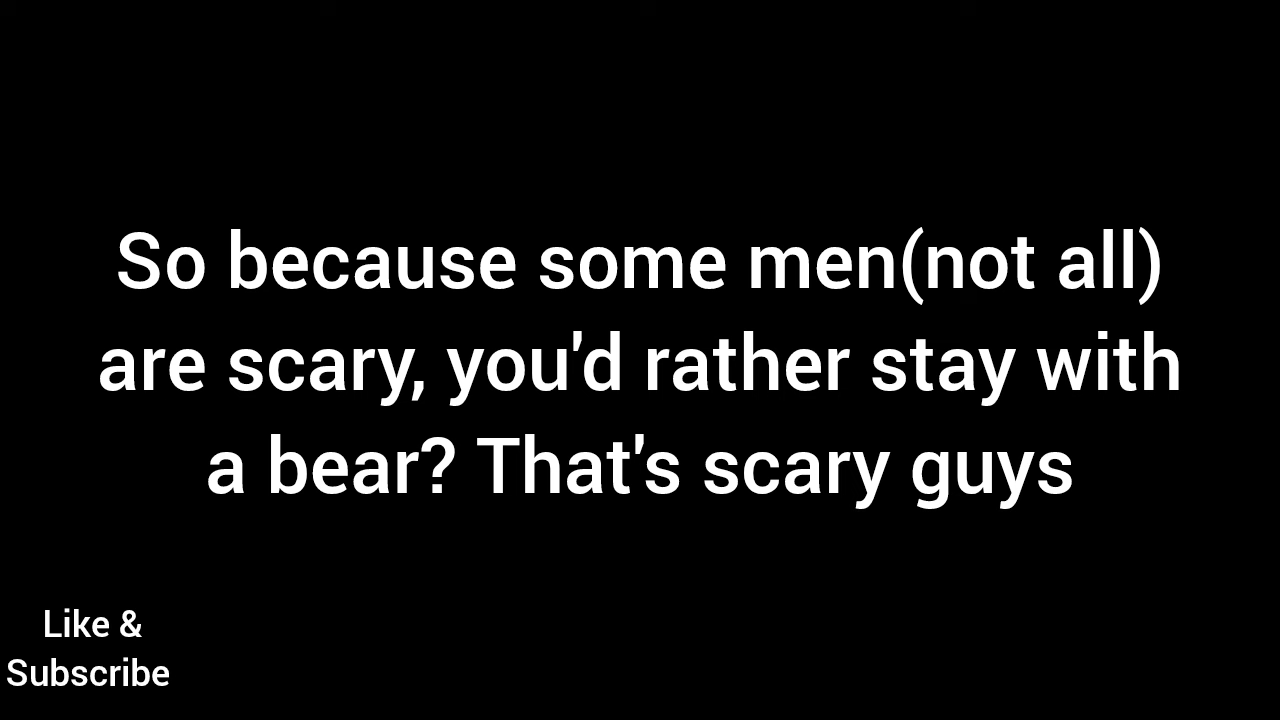 So because some men(not all)
are scary, you'd rather stay with
a bear? That's scary guys
Like &
Subscribe